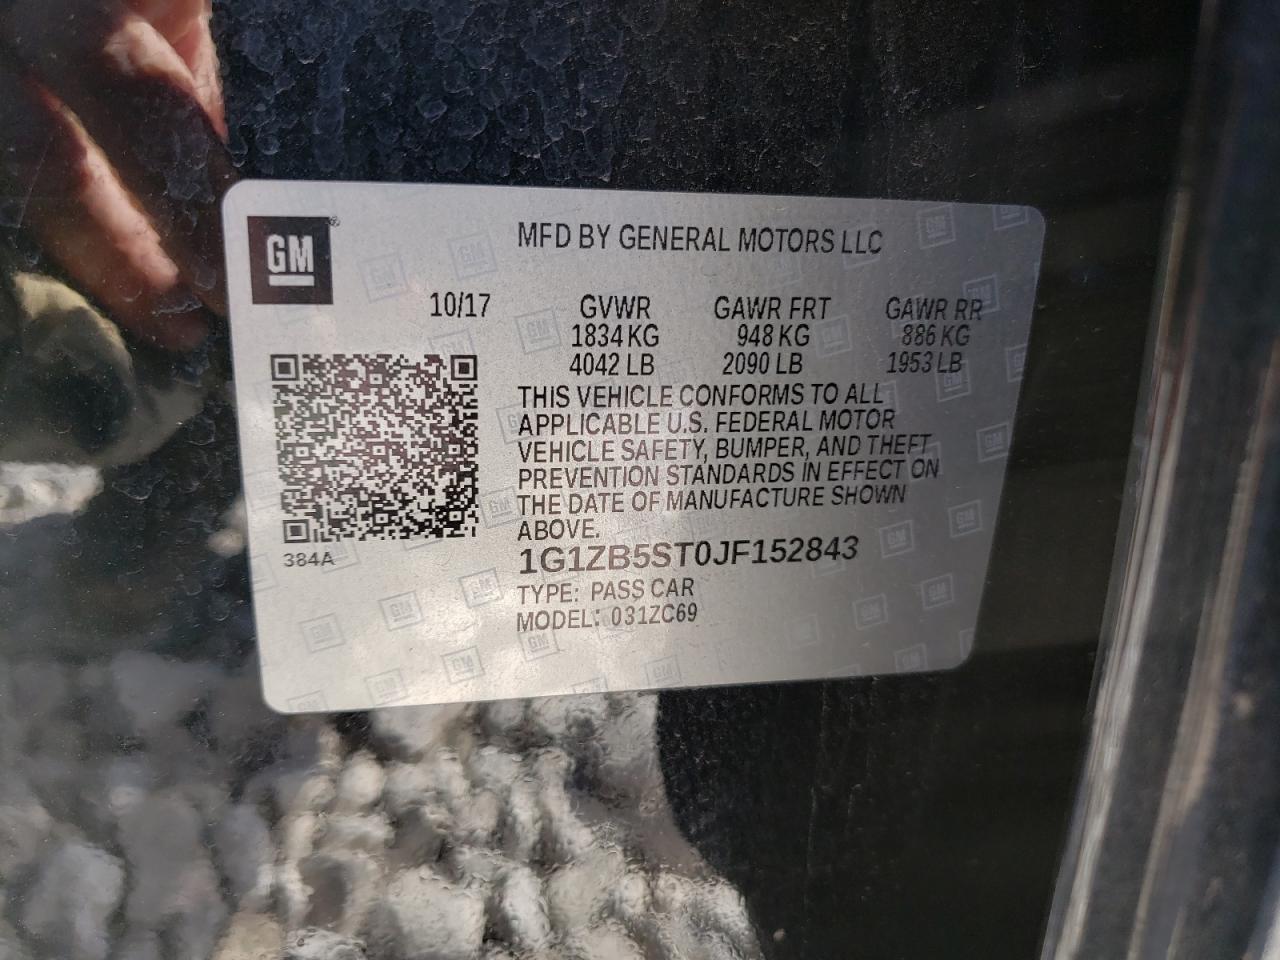 GM
MFD BY GENERAL MOTORS LLC
10/17 GVWR GAWR FRT GAWR RR
1834 KG 948 KG 886 KG
4042 LB 2090 LB 1953 LB
THIS VEHICLE CONFORMS TO ALL
APPLICABLE U.S. FEDERAL MOTOR
VEHICLE SAFETY, BUMPER, AND THEFT
PREVENTION STANDARDS IN EFFECT ON
THE DATE OF MANUFACTURE SHOWN
ABOVE.
384A
1G1ZB5ST0JF152843
TYPE: PASS CAR
MODEL: 031ZC69